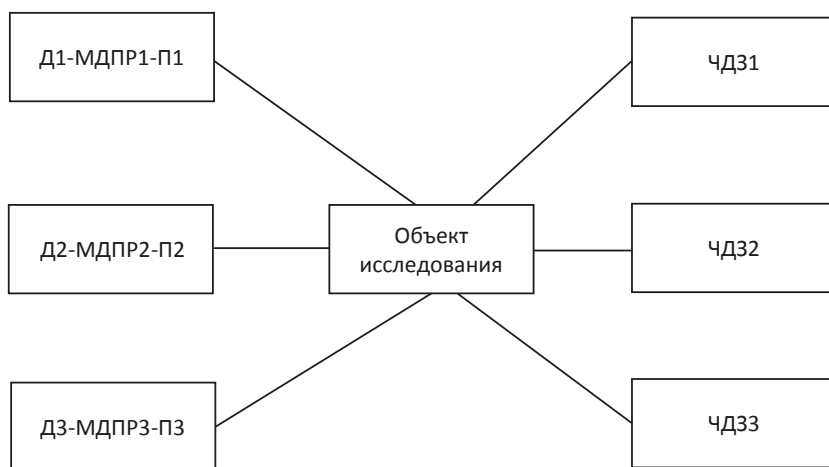 Д1-МДПР1-П1
ЧДЗ1
Д2-МДПР2-П2
Объект
исследования
ЧДЗ2
Д3-МДПР3-П3
ЧДЗ3